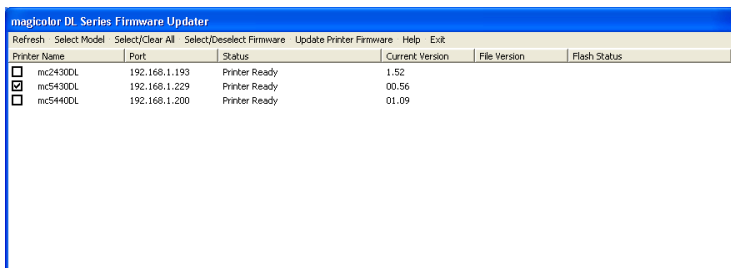 magicolor DL Series Firmware Updater
Refresh Select Model Select/Clear All Select/Deselect Firmware Update Printer Firmware Help Exit
Printer Name Port Status Current Version File Version Flash Status
mc2430DL 192.168.1.193 Printer Ready 1.52
mc5430DL 192.168.1.229 Printer Ready 00.56
mc5440DL 192.168.1.200 Printer Ready 01.09